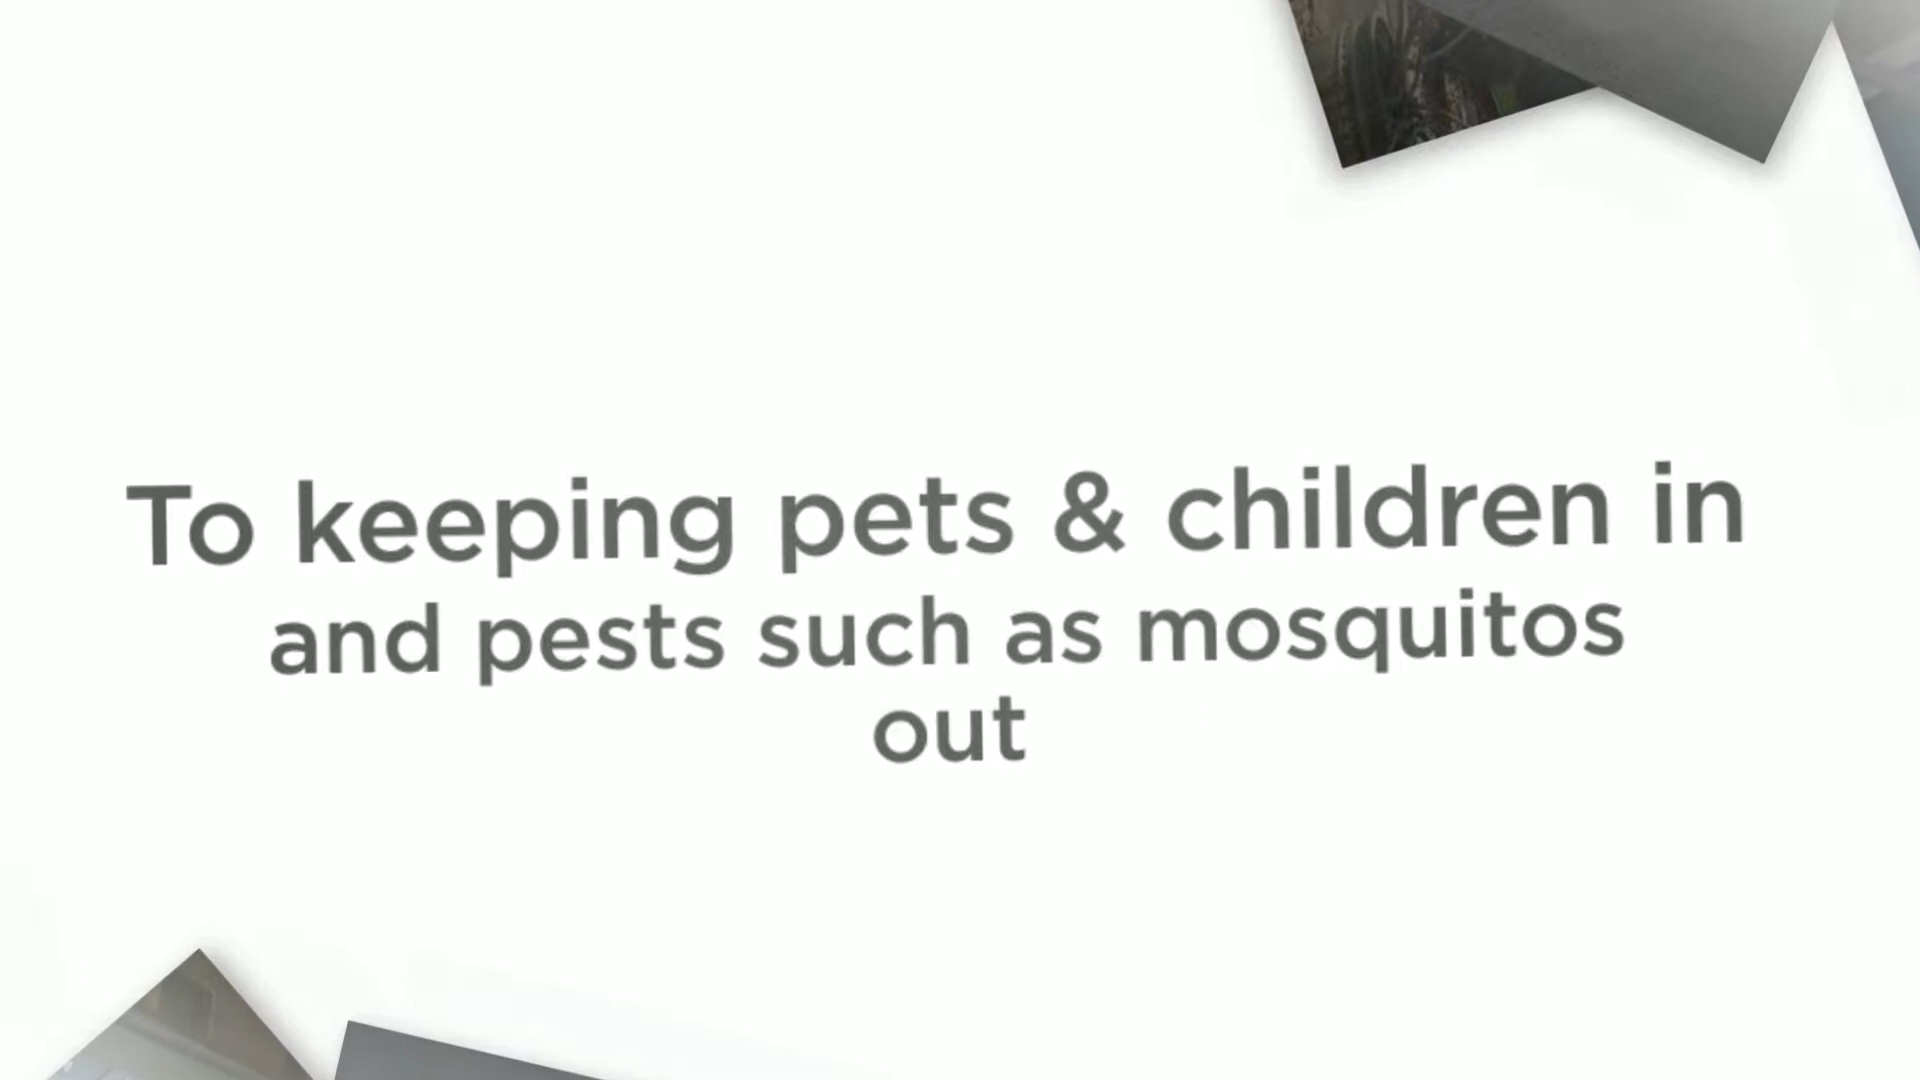 To keeping pets & children in
and pests such as mosquitos
out